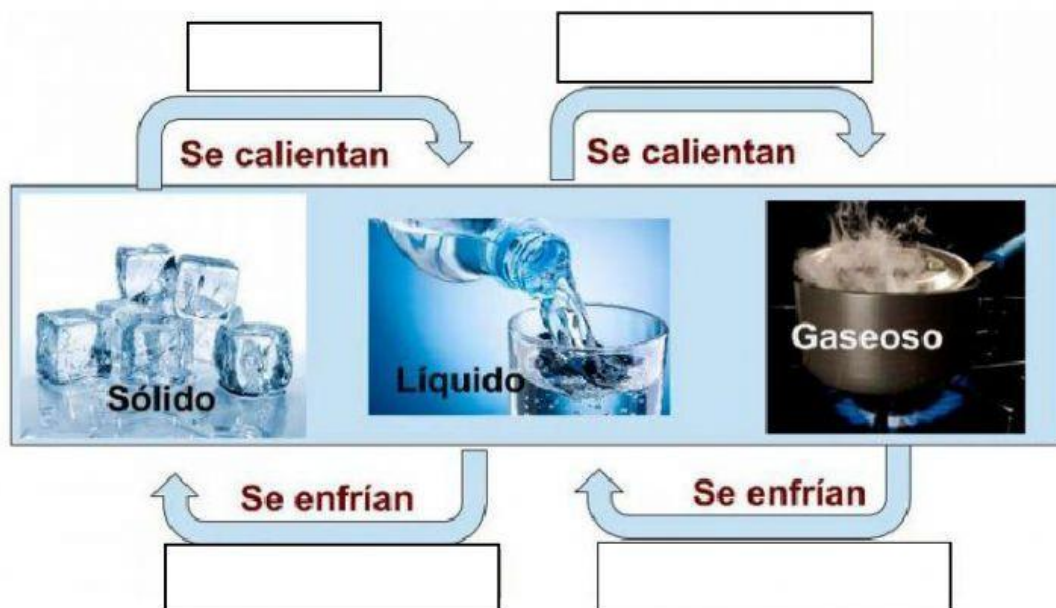 Se calientan
Se calientan
Sólido
Líquido
Gaseoso
Se enfrían
Se enfrían